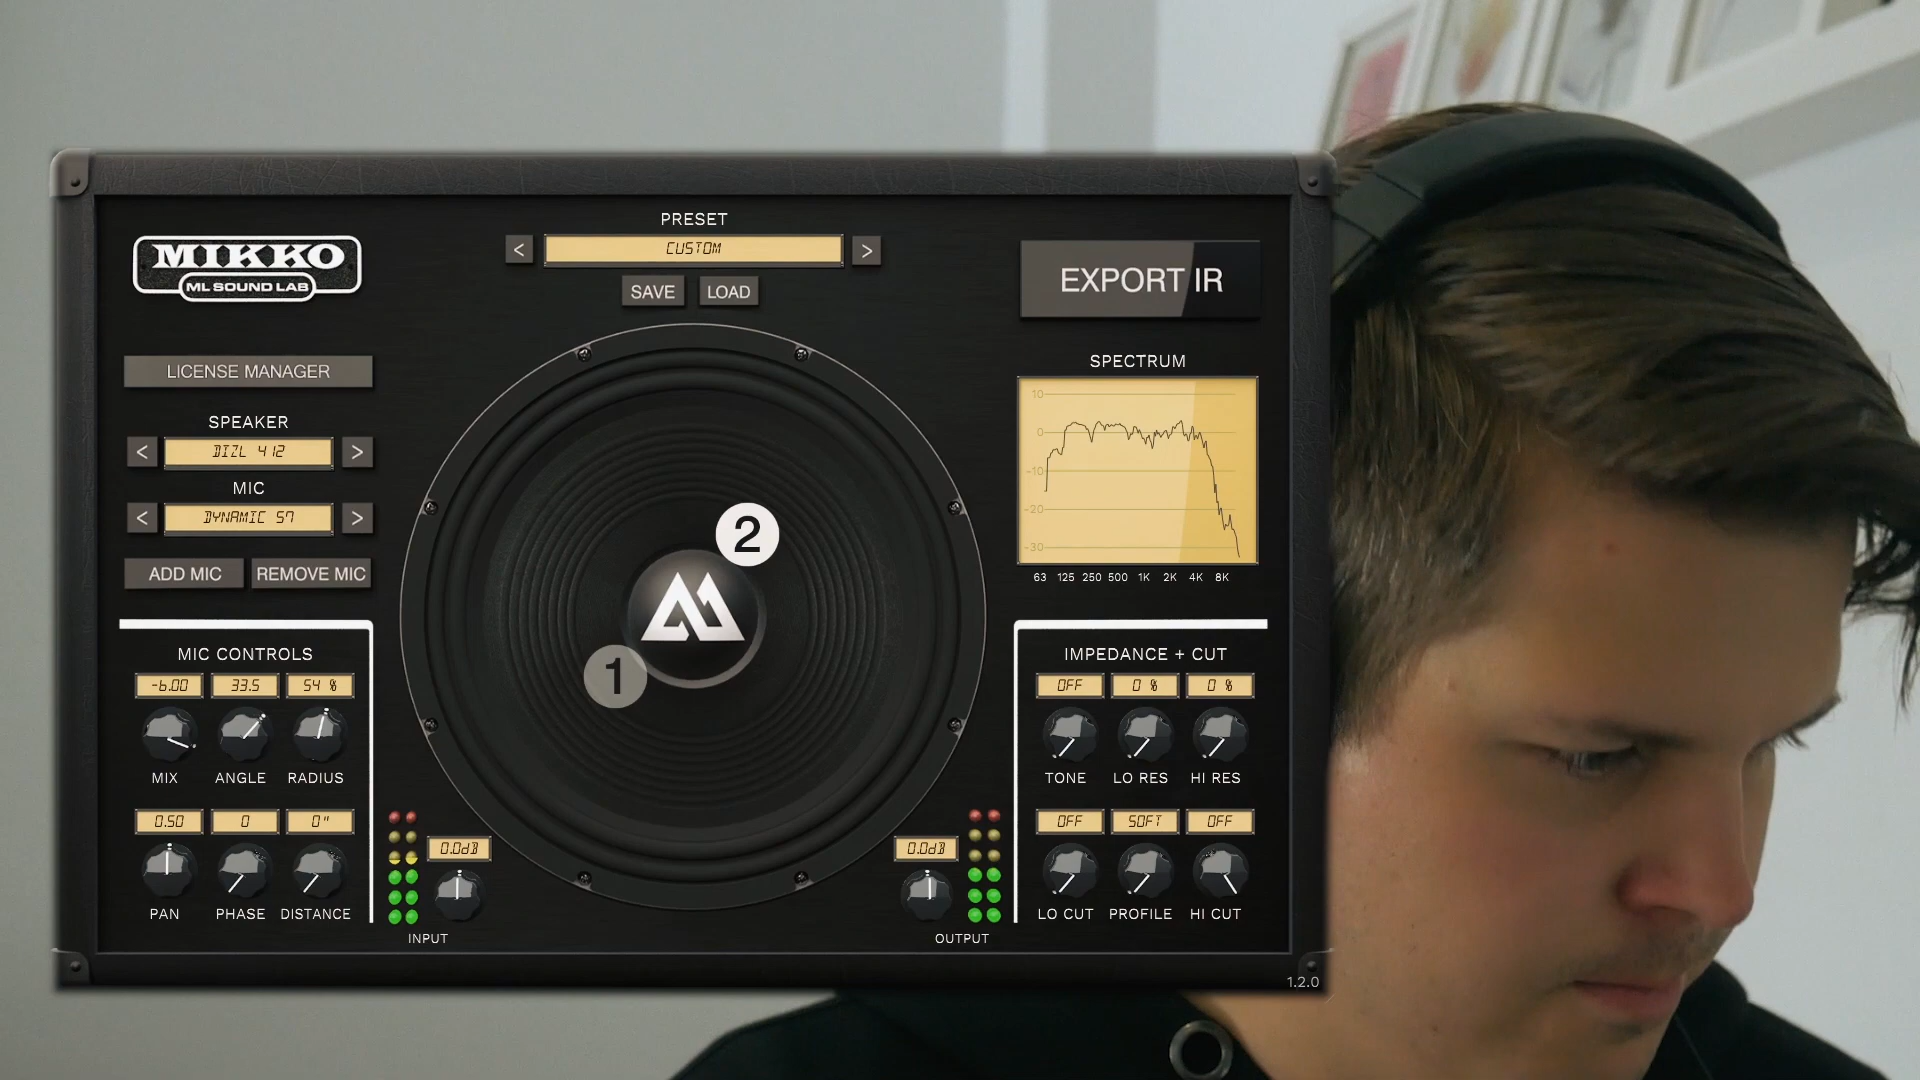 PRESET
< CUSTOM >
SAVE LOAD
MIKKO
ML SOUND LAB
EXPORT IR
LICENSE MANAGER
SPEAKER
< DIZL 412 >
MIC
< DYNAMIC 57 >
ADD MIC REMOVE MIC
SPECTRUM
10
0
-10
-20
-30
63 125 250 500 1K 2K 4K 8K
2
1
MIC CONTROLS
-6.00 33.5 54 %
MIX ANGLE RADIUS
0.50 0 0"
PAN PHASE DISTANCE
0.0dB
INPUT
0.0dB
OUTPUT
IMPEDANCE + CUT
OFF 0 % 0 %
TONE LO RES HI RES
OFF SOFT OFF
LO CUT PROFILE HI CUT
1.2.0